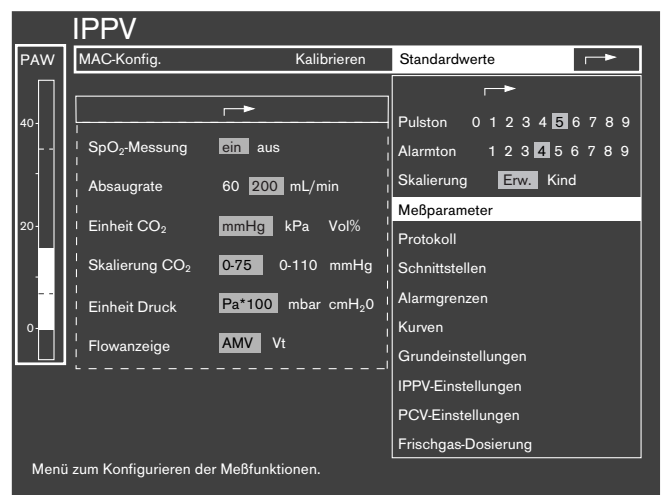 IPPV
PAW
MAC-Konfig. Kalibrieren Standardwerte
40
20
0
SpO₂-Messung ein aus
Absaugrate 60 200 mL/min
Einheit CO₂ mmHg kPa Vol%
Skalierung CO₂ 0-75 0-110 mmHg
Einheit Druck Pa*100 mbar cmH₂0
Flowanzeige AMV Vt
Pulston 0 1 2 3 4 5 6 7 8 9
Alarmton 1 2 3 4 5 6 7 8 9
Skalierung Erw. Kind
Meßparameter
Protokoll
Schnittstellen
Alarmgrenzen
Kurven
Grundeinstellungen
IPPV-Einstellungen
PCV-Einstellungen
Frischgas-Dosierung
Menü zum Konfigurieren der Meßfunktionen.